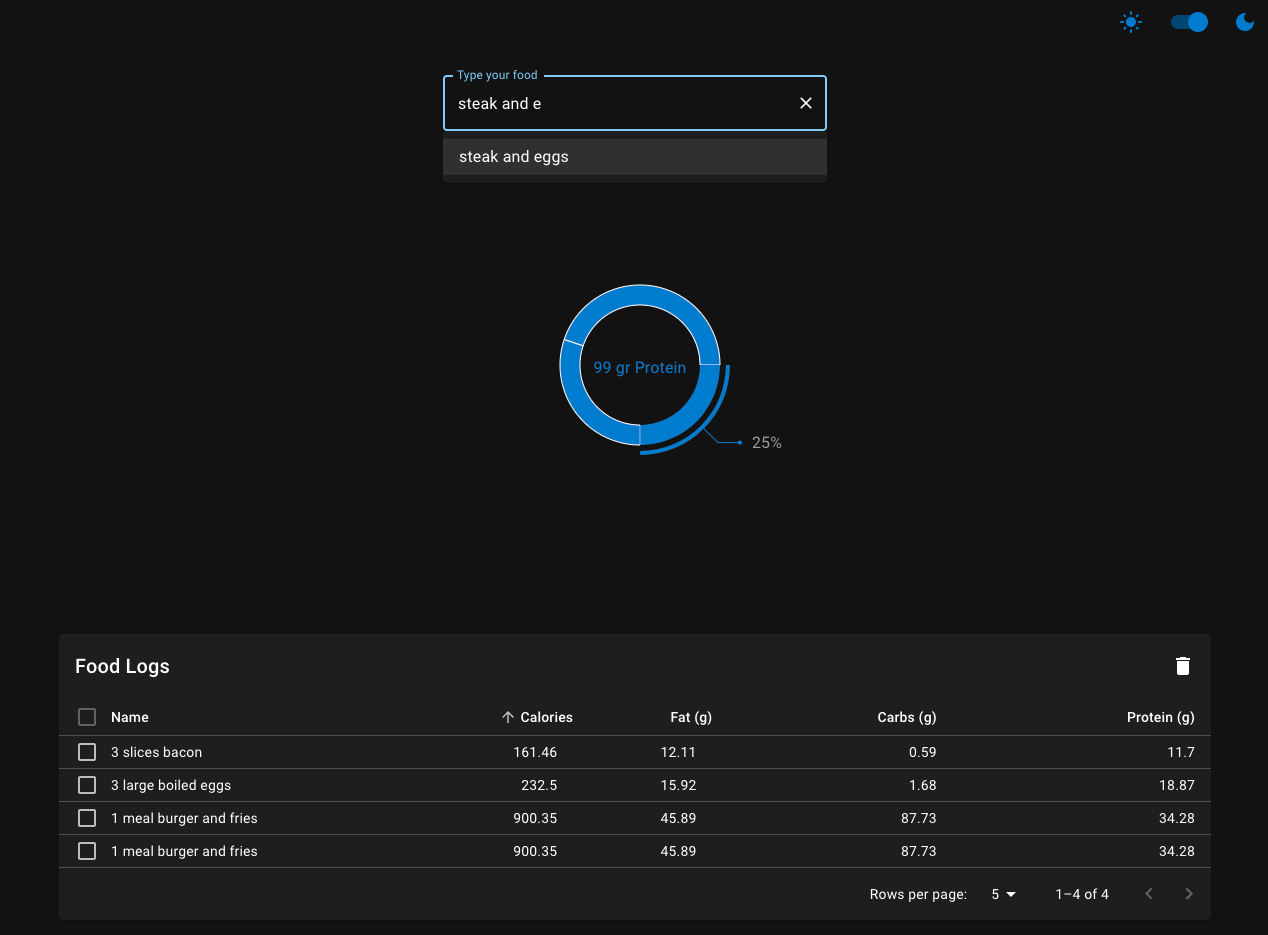 Type your food
steak and e
steak and eggs
99 gr Protein
25%
Food Logs
Name Calories Fat (g) Carbs (g) Protein (g)
3 slices bacon 161.46 12.11 0.59 11.7
3 large boiled eggs 232.5 15.92 1.68 18.87
1 meal burger and fries 900.35 45.89 87.73 34.28
1 meal burger and fries 900.35 45.89 87.73 34.28
Rows per page: 5 1–4 of 4